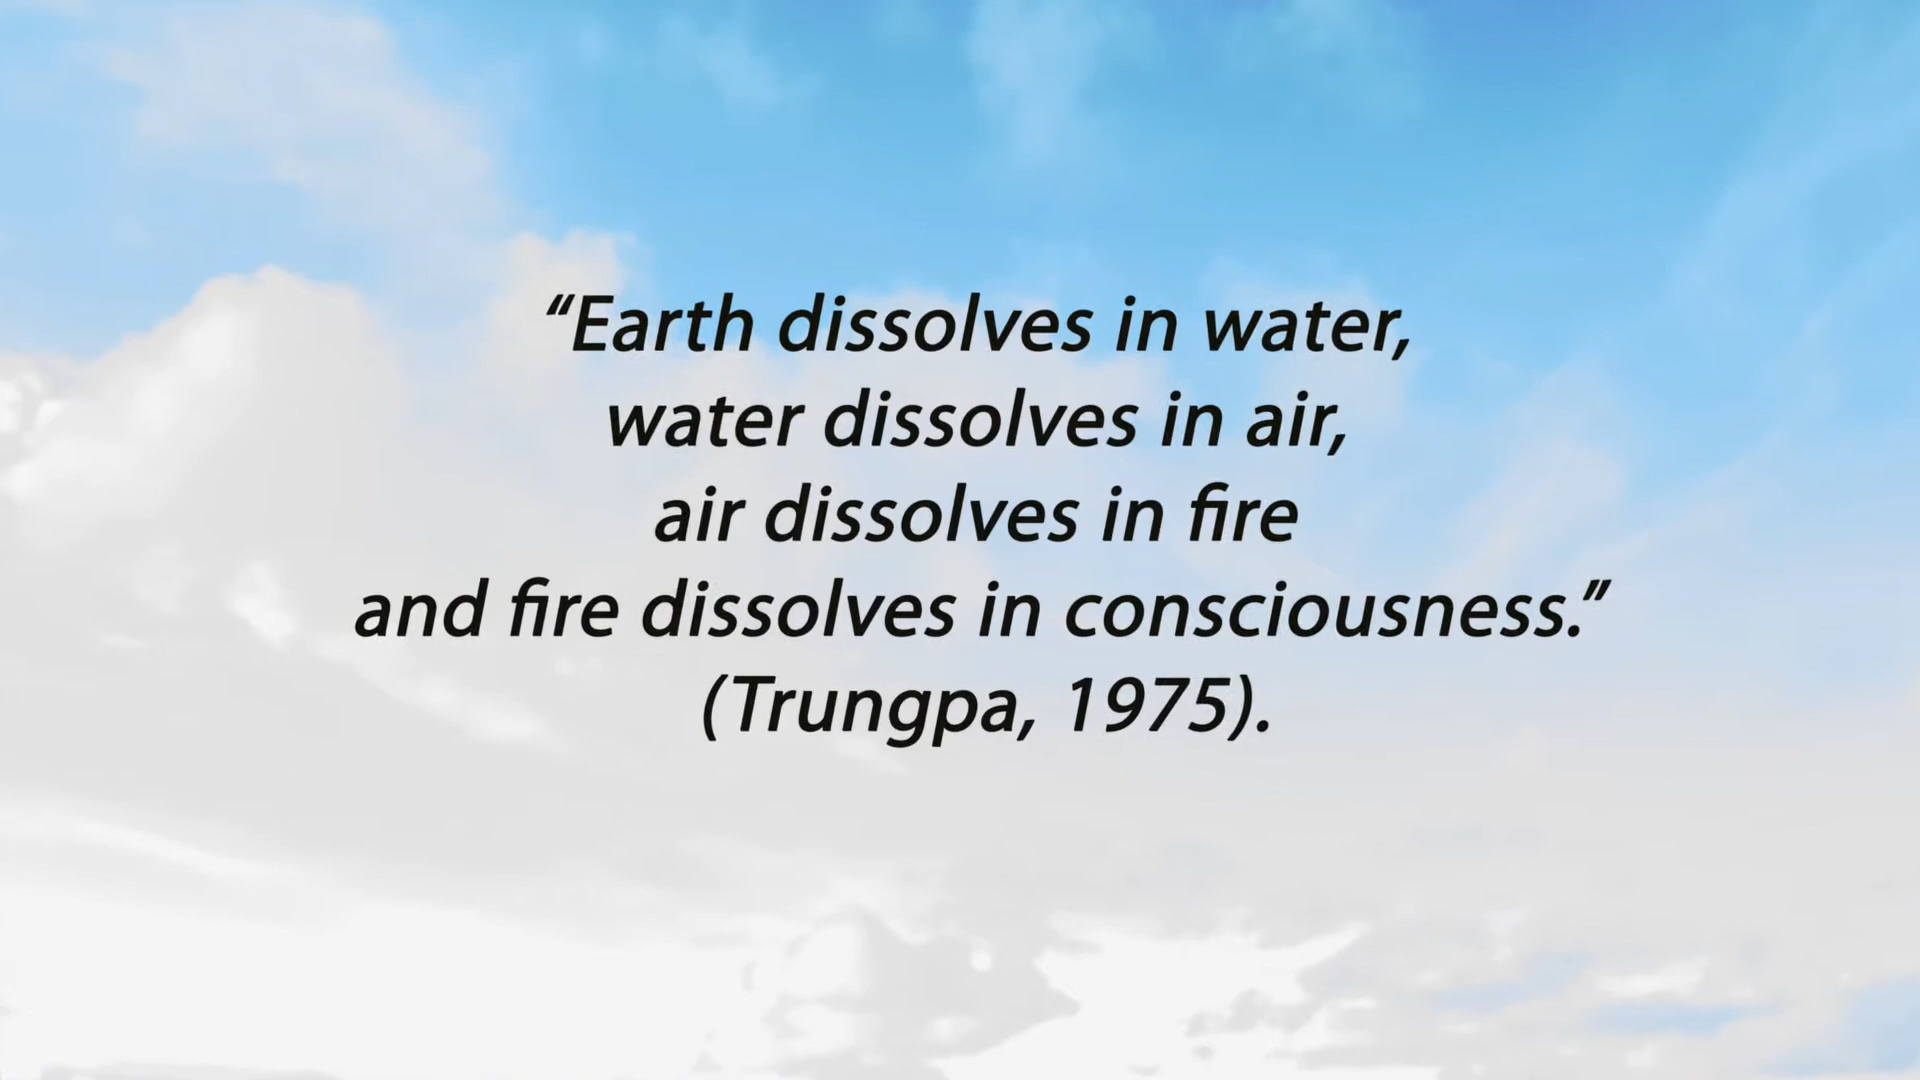 “Earth dissolves in water,
water dissolves in air,
air dissolves in fire
and fire dissolves in consciousness.”
(Trungpa, 1975).